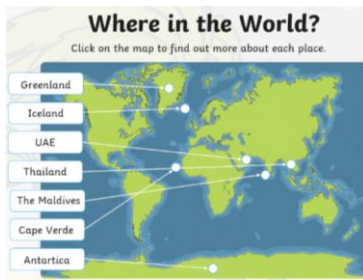 Where in the World?
Click on the map to find out more about each place.
Greenland
Iceland
UAE
Thailand
The Maldives
Cape Verde
Antartica